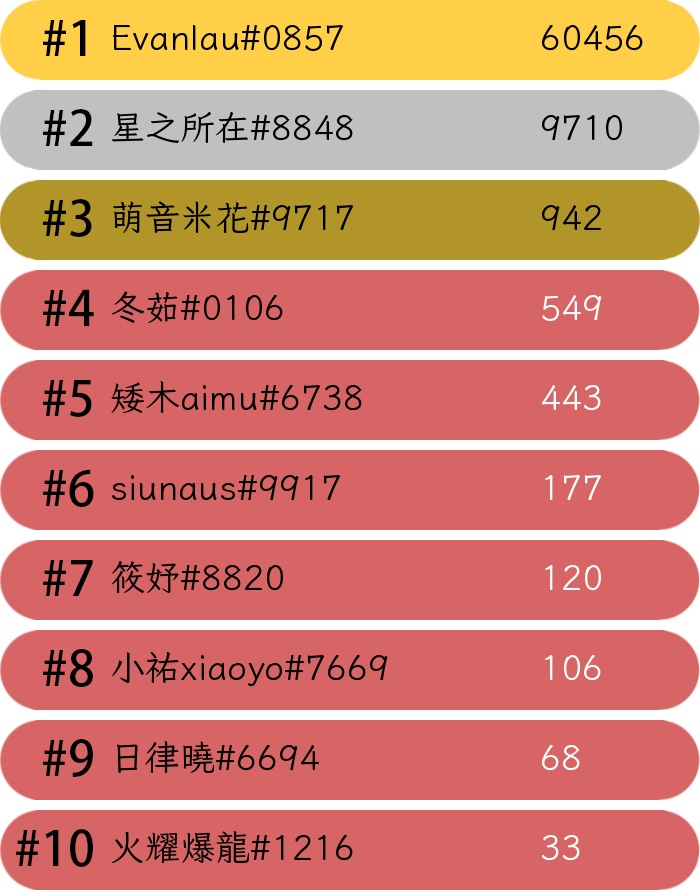 #1 Evanlau#0857 60456
#2 星之所在#8848 9710
#3 萌音米花#9717 942
#4 冬茹#0106 549
#5 矮木aimu#6738 443
#6 siunaus#9917 177
#7 筱妤#8820 120
#8 小祐xiaoyo#7669 106
#9 日律曉#6694 68
#10 火耀爆龍#1216 33